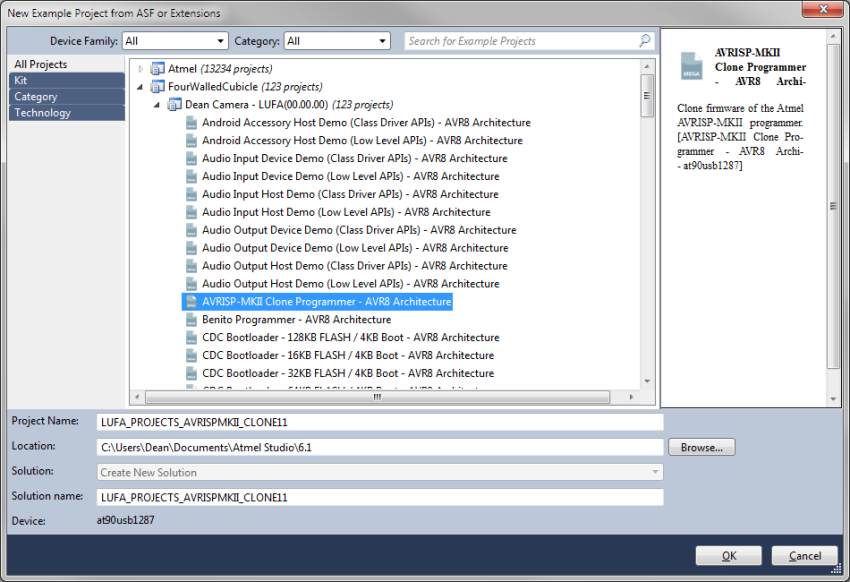 New Example Project from ASF or Extensions
Device Family: All Category: All Search for Example Projects
All Projects
Kit
Category
Technology
Atmel (13234 projects)
FourWalledCubicle (123 projects)
Dean Camera - LUFA(00.00.00) (123 projects)
Android Accessory Host Demo (Class Driver APIs) - AVR8 Architecture
Android Accessory Host Demo (Low Level APIs) - AVR8 Architecture
Audio Input Device Demo (Class Driver APIs) - AVR8 Architecture
Audio Input Device Demo (Low Level APIs) - AVR8 Architecture
Audio Input Host Demo (Class Driver APIs) - AVR8 Architecture
Audio Input Host Demo (Low Level APIs) - AVR8 Architecture
Audio Output Device Demo (Class Driver APIs) - AVR8 Architecture
Audio Output Device Demo (Low Level APIs) - AVR8 Architecture
Audio Output Host Demo (Class Driver APIs) - AVR8 Architecture
Audio Output Host Demo (Low Level APIs) - AVR8 Architecture
AVRISP-MKII Clone Programmer - AVR8 Architecture
Benito Programmer - AVR8 Architecture
CDC Bootloader - 128KB FLASH / 4KB Boot - AVR8 Architecture
CDC Bootloader - 16KB FLASH / 4KB Boot - AVR8 Architecture
CDC Bootloader - 32KB FLASH / 4KB Boot - AVR8 Architecture
MEGA
AVRISP-MKII
Clone Programmer
- AVR8 Archi-
Clone firmware of the Atmel
AVRISP-MKII programmer.
[AVRISP-MKII Clone Pro-
grammer - AVR8 Archi-
- at90usb1287]
Project Name: LUFA_PROJECTS_AVRISPMKII_CLONE11
Location: C:\Users\Dean\Documents\Atmel Studio\6.1 Browse...
Solution: Create New Solution
Solution name: LUFA_PROJECTS_AVRISPMKII_CLONE11
Device: at90usb1287
OK Cancel